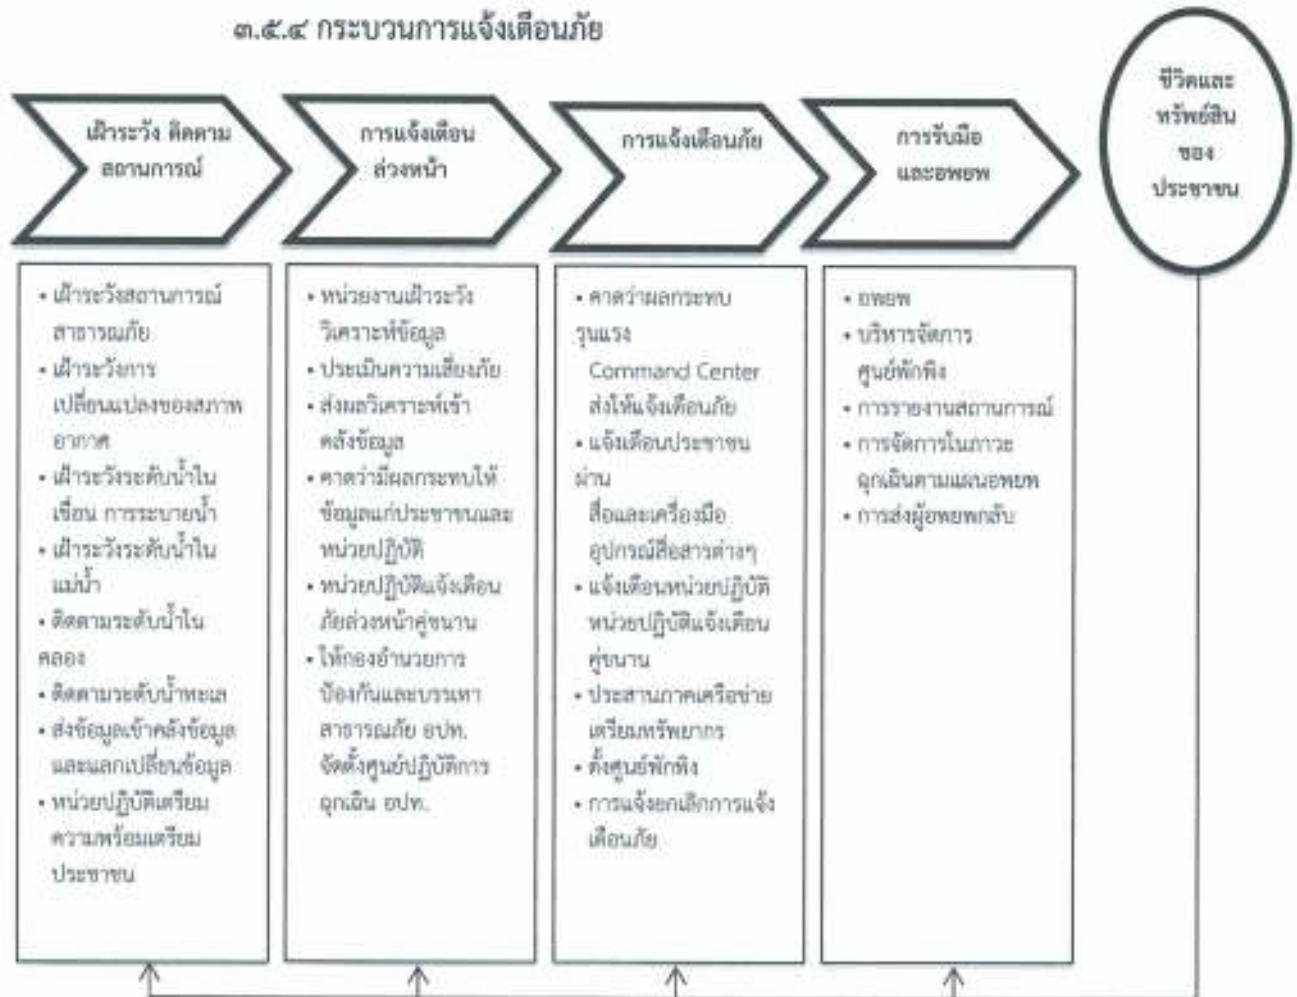 ๓.๕.๔ กระบวนการแจ้งเตือนภัย
เฝ้าระวัง ติดตาม
สถานการณ์
การแจ้งเตือน
ล่วงหน้า
การแจ้งเตือนภัย
การรับมือ
และอพยพ
ชีวิตและ
ทรัพย์สิน
ของ
ประชาชน
• เฝ้าระวังสถานการณ์
สาธารณภัย
• เฝ้าระวังการ
เปลี่ยนแปลงของสภาพ
อากาศ
• เฝ้าระวังระดับน้ำใน
เขื่อน การระบายน้ำ
• เฝ้าระวังระดับน้ำใน
แม่น้ำ
• ติดตามระดับน้ำใน
คลอง
• ติดตามระดับน้ำทะเล
• ส่งข้อมูลเข้าคลังข้อมูล
และแลกเปลี่ยนข้อมูล
• หน่วยปฏิบัติเตรียม
ความพร้อมเตรียม
ประชาชน
• หน่วยงานเฝ้าระวัง
วิเคราะห์ข้อมูล
• ประเมินความเสี่ยงภัย
• ส่งผลวิเคราะห์เข้า
คลังข้อมูล
• คาดว่ามีผลกระทบให้
ข้อมูลแก่ประชาชนและ
หน่วยปฏิบัติ
• หน่วยปฏิบัติแจ้งเตือน
ภัยล่วงหน้าคู่ขนาน
• ให้กองอำนวยการ
ป้องกันและบรรเทา
สาธารณภัย อปท.
จัดตั้งศูนย์ปฏิบัติการ
ฉุกเฉิน อปท.
• คาดว่าผลกระทบ
รุนแรง
Command Center
ส่งให้แจ้งเตือนภัย
• แจ้งเตือนประชาชน
ผ่าน
สื่อและเครื่องมือ
อุปกรณ์สื่อสารต่างๆ
• แจ้งเตือนหน่วยปฏิบัติ
หน่วยปฏิบัติแจ้งเตือน
คู่ขนาน
• ประสานภาคเครือข่าย
เตรียมทรัพยากร
• ตั้งศูนย์พักพิง
• การแจ้งยกเลิกการแจ้ง
เตือนภัย
• อพยพ
• บริหารจัดการ
ศูนย์พักพิง
• การรายงานสถานการณ์
• การจัดการในภาวะ
ฉุกเฉินตามแผนอพยพ
• การส่งผู้อพยพกลับ